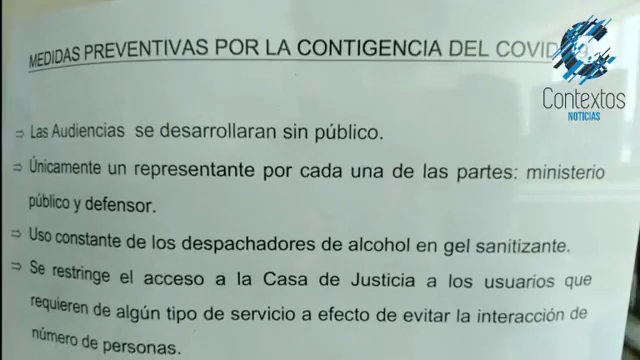 MEDIDAS PREVENTIVAS POR LA CONTIGENCIA DEL COVID
Contextos
NOTICIAS
⇒ Las Audiencias se desarrollaran sin público.
⇒ Únicamente un representante por cada una de las partes: ministerio
público y defensor.
⇒ Uso constante de los despachadores de alcohol en gel sanitizante.
⇒ Se restringe el acceso a la Casa de Justicia a los usuarios que
requieren de algún tipo de servicio a efecto de evitar la interacción de
número de personas.